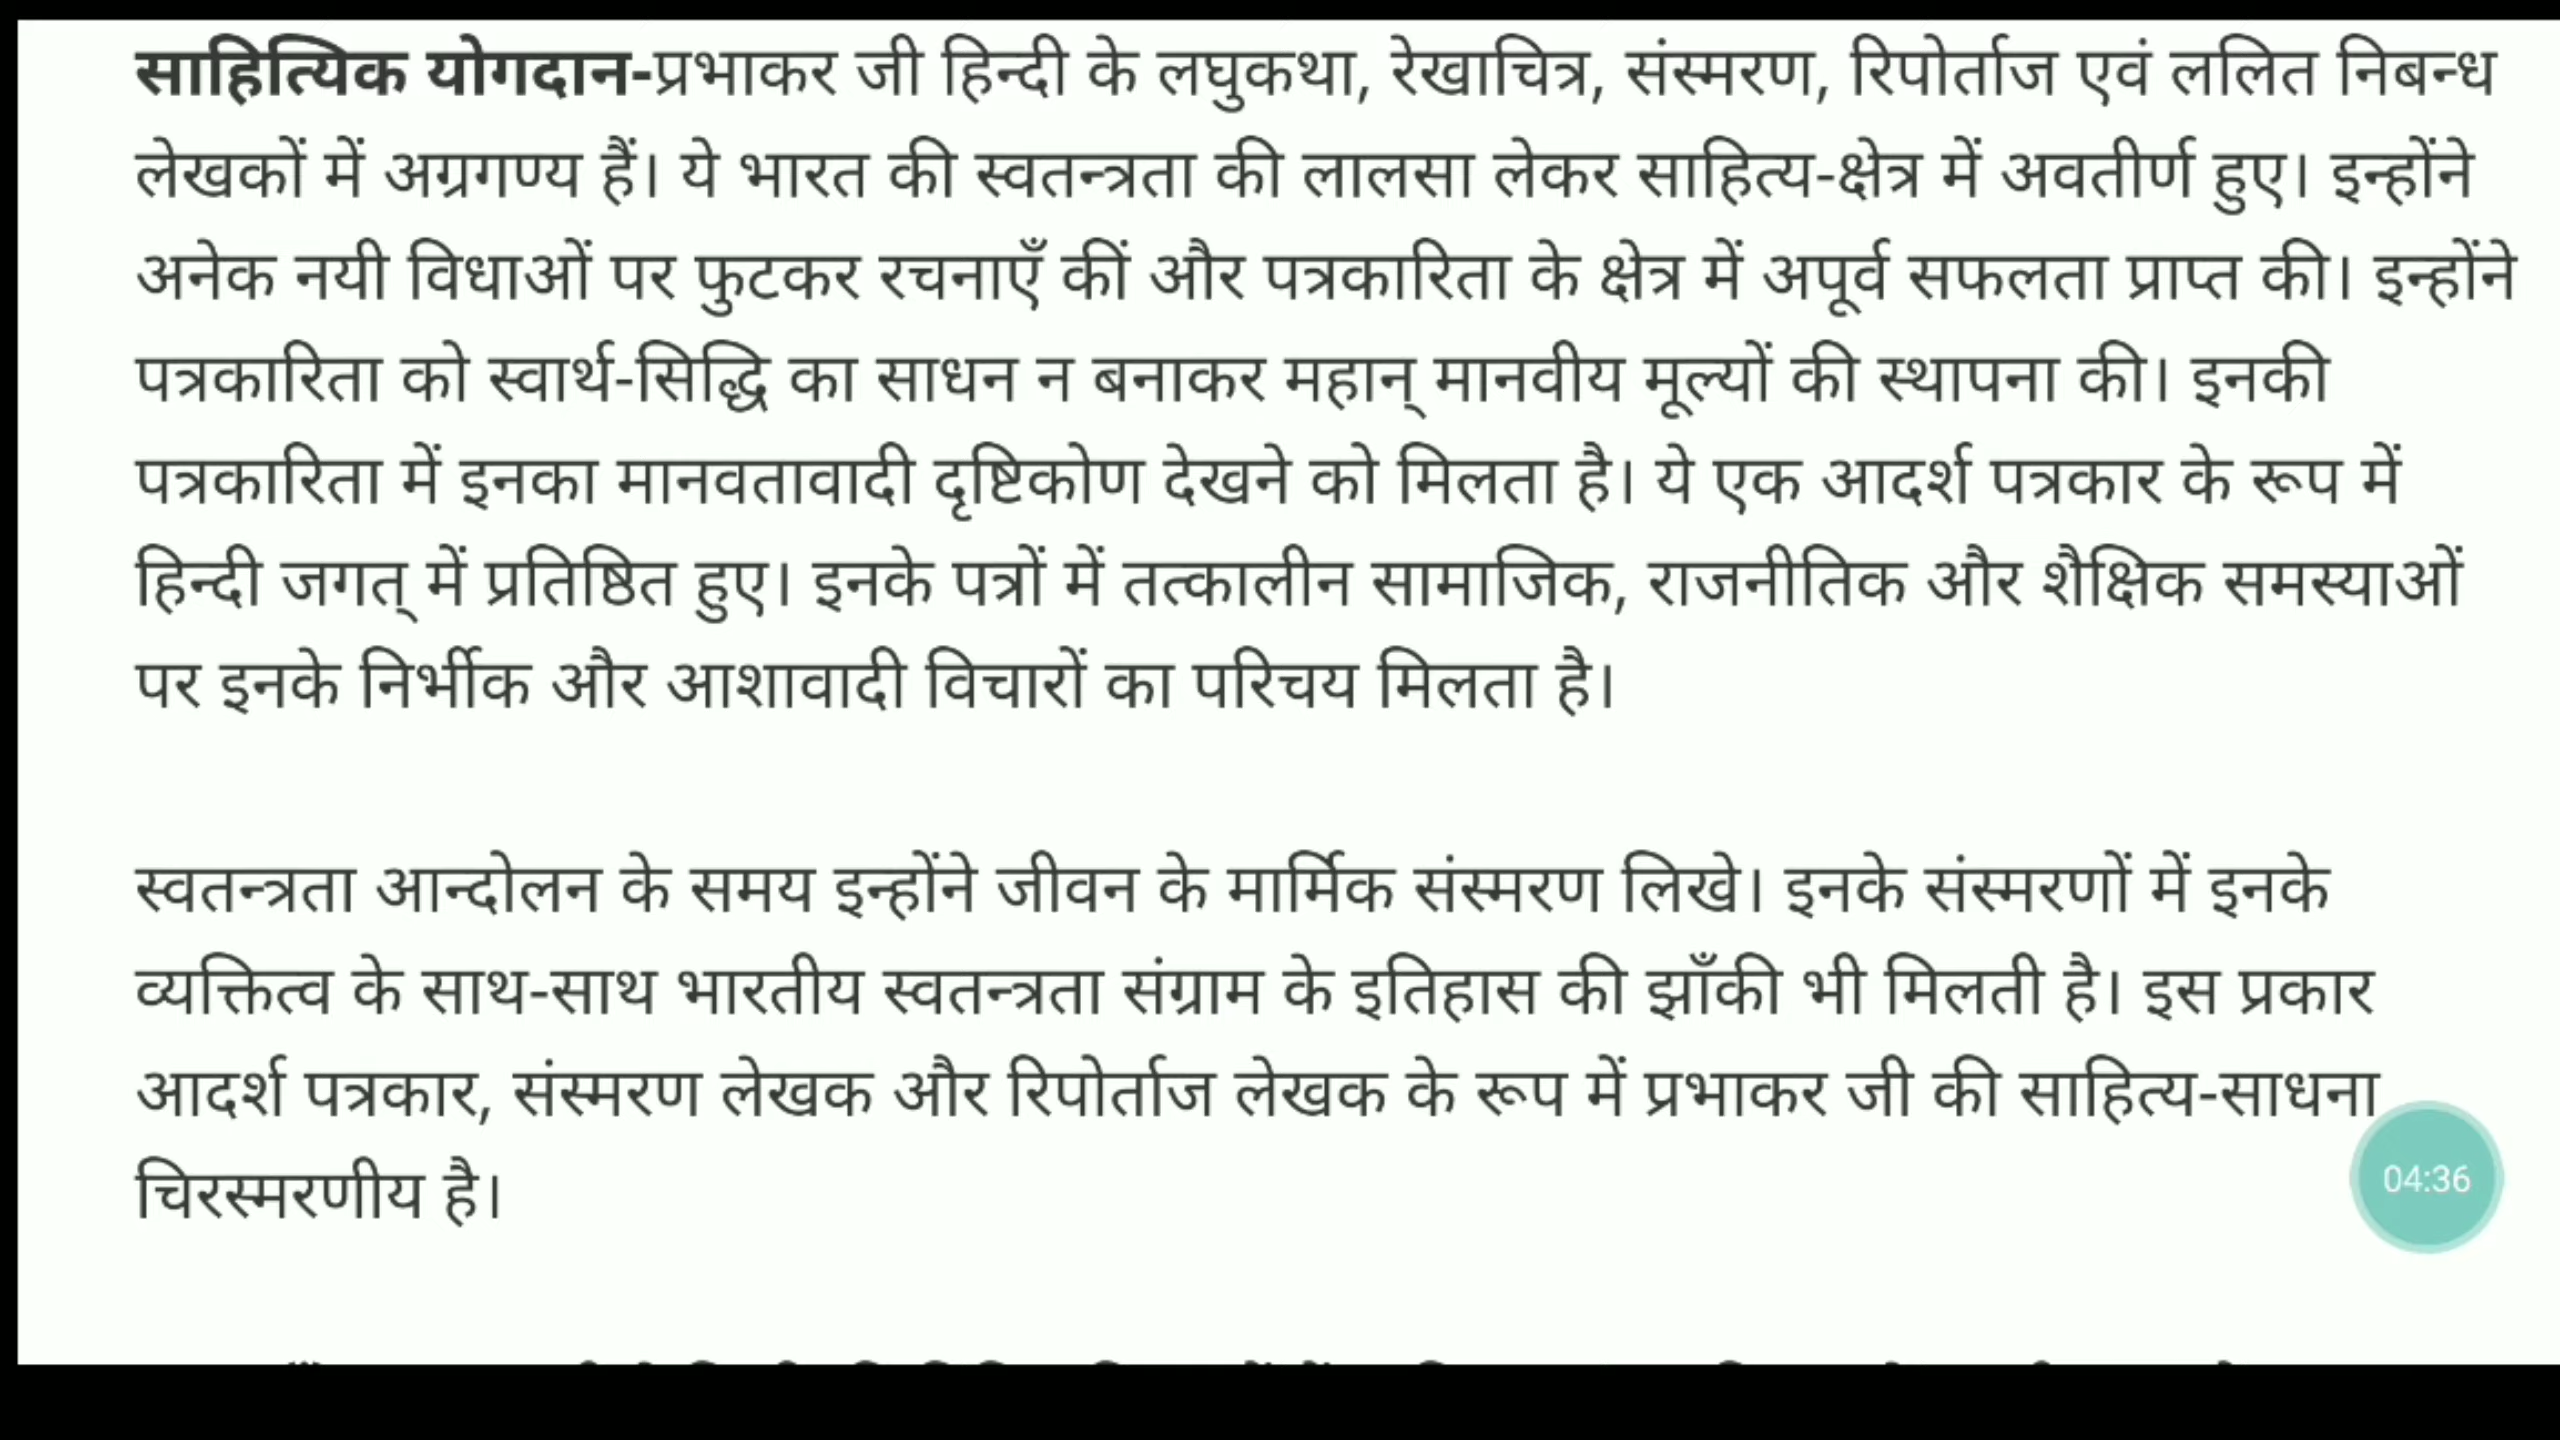 साहित्यिक योगदान-प्रभाकर जी हिन्दी के लघुकथा, रेखाचित्र, संस्मरण, रिपोर्ताज एवं ललित निबन्ध
लेखकों में अग्रगण्य हैं। ये भारत की स्वतन्त्रता की लालसा लेकर साहित्य-क्षेत्र में अवतीर्ण हुए। इन्होंने
अनेक नयी विधाओं पर फुटकर रचनाएँ कीं और पत्रकारिता के क्षेत्र में अपूर्व सफलता प्राप्त की। इन्होंने
पत्रकारिता को स्वार्थ-सिद्धि का साधन न बनाकर महान् मानवीय मूल्यों की स्थापना की। इनकी
पत्रकारिता में इनका मानवतावादी दृष्टिकोण देखने को मिलता है। ये एक आदर्श पत्रकार के रूप में
हिन्दी जगत् में प्रतिष्ठित हुए। इनके पत्रों में तत्कालीन सामाजिक, राजनीतिक और शैक्षिक समस्याओं
पर इनके निर्भीक और आशावादी विचारों का परिचय मिलता है।
स्वतन्त्रता आन्दोलन के समय इन्होंने जीवन के मार्मिक संस्मरण लिखे। इनके संस्मरणों में इनके
व्यक्तित्व के साथ-साथ भारतीय स्वतन्त्रता संग्राम के इतिहास की झाँकी भी मिलती है। इस प्रकार
आदर्श पत्रकार, संस्मरण लेखक और रिपोर्ताज लेखक के रूप में प्रभाकर जी की साहित्य-साधना
चिरस्मरणीय है।
04:36